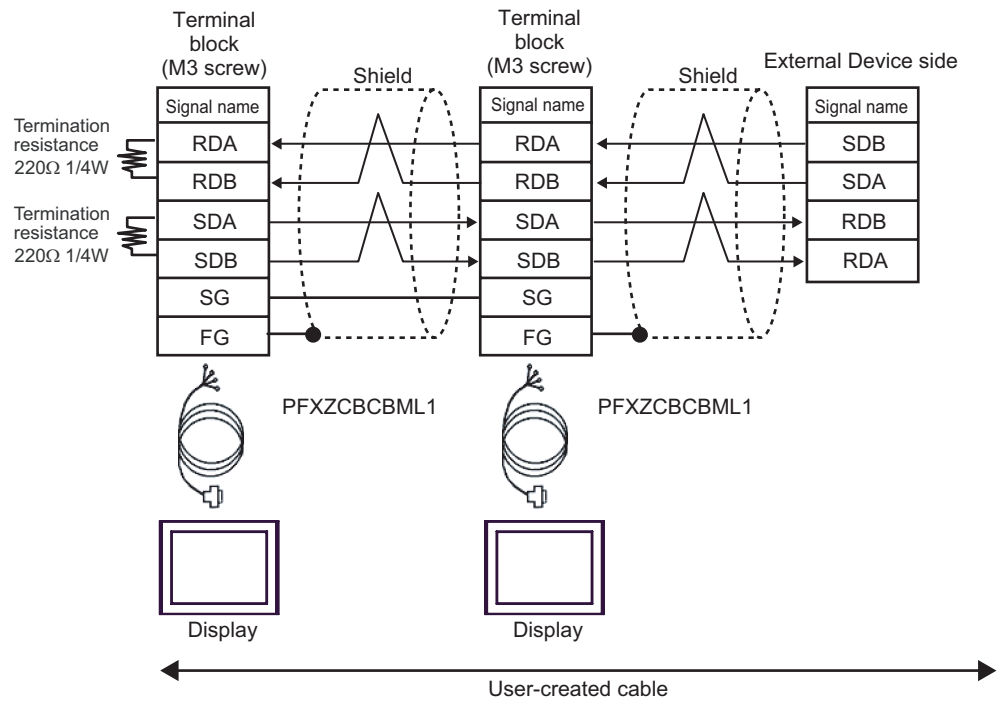 Terminal
block
(M3 screw)
Terminal
block
(M3 screw)
Shield
Shield
External Device side
Signal name
Signal name
Signal name
Termination
resistance
220Ω 1/4W
RDA
RDA
SDB
RDB
RDB
SDA
Termination
resistance
220Ω 1/4W
SDA
SDA
RDB
SDB
SDB
RDA
SG
SG
FG
FG
PFXZCBCBML1
PFXZCBCBML1
Display
Display
User-created cable